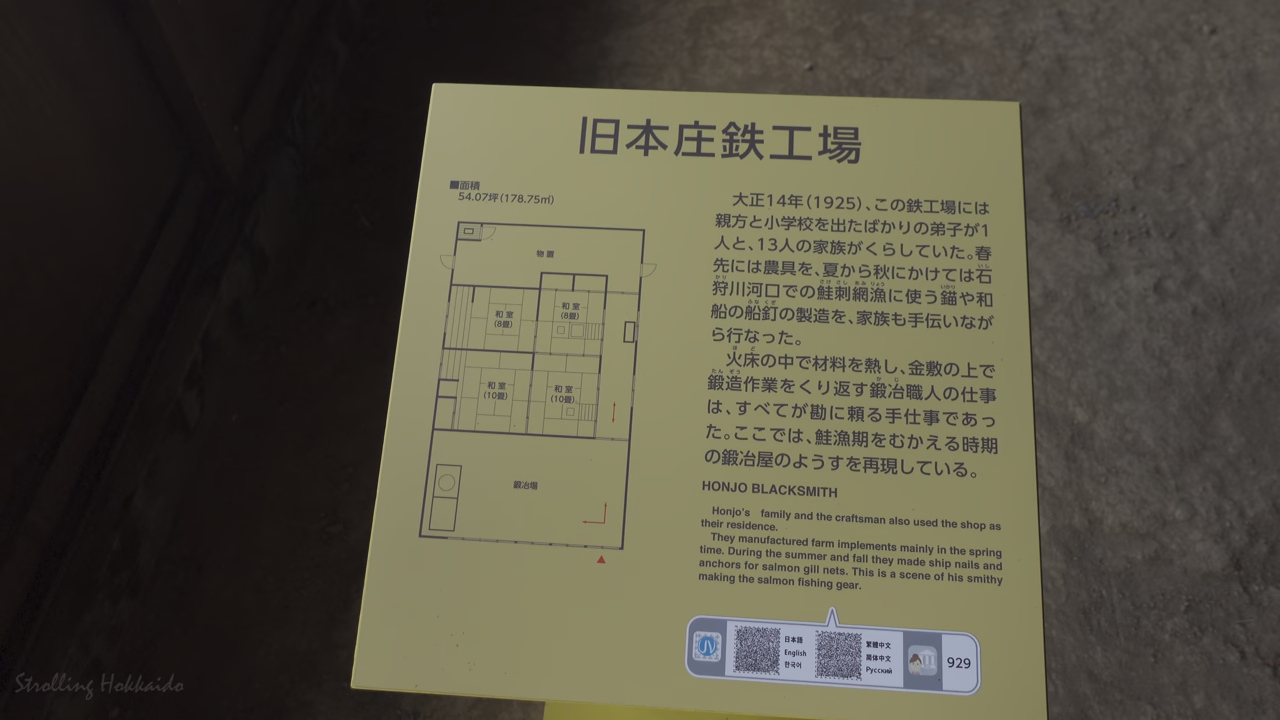 旧本庄鉄工場
■面積
54.07坪(178.75㎡)
物置
和室
(8畳)
和室
(8畳)
和室
(10畳)
和室
(10畳)
鍛冶場
大正14年(1925)、この鉄工場には
親方と小学校を出たばかりの弟子が1
人と、13人の家族がくらしていた。春
先には農具を、夏から秋にかけては石
狩川河口での鮭刺網漁に使う錨や和
船の船釘の製造を、家族も手伝いなが
ら行なった。
火床の中で材料を熱し、金敷の上で
鍛造作業をくり返す鍛冶職人の仕事
は、すべてが勘に頼る手仕事であっ
た。ここでは、鮭漁期をむかえる時期
の鍛冶屋のようすを再現している。
HONJO BLACKSMITH
Honjo's family and the craftsman also used the shop as
their residence.
They manufactured farm implements mainly in the spring
time. During the summer and fall they made ship nails and
anchors for salmon gill nets. This is a scene of his smithy
making the salmon fishing gear.
JV
日本語
English
한국어
繁體中文
简体中文
Русский
929
Strolling Hokkaido